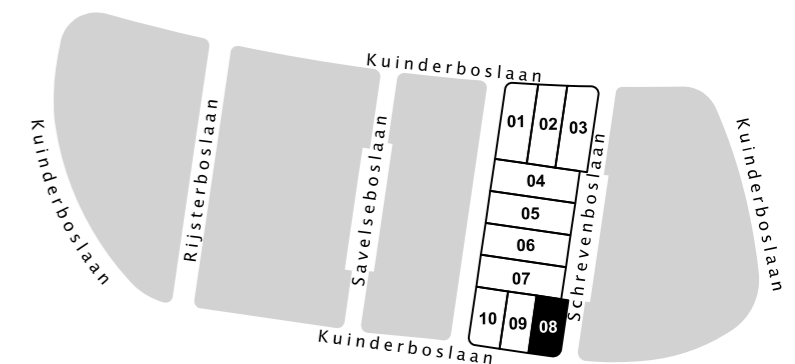 Kuinderboslaan
Kuinderboslaan
Rijsterboslaan
Savelseboslaan
01
02
03
Schrevenboslaan
Kuinderboslaan
04
05
06
07
10
09
08
Kuinderboslaan